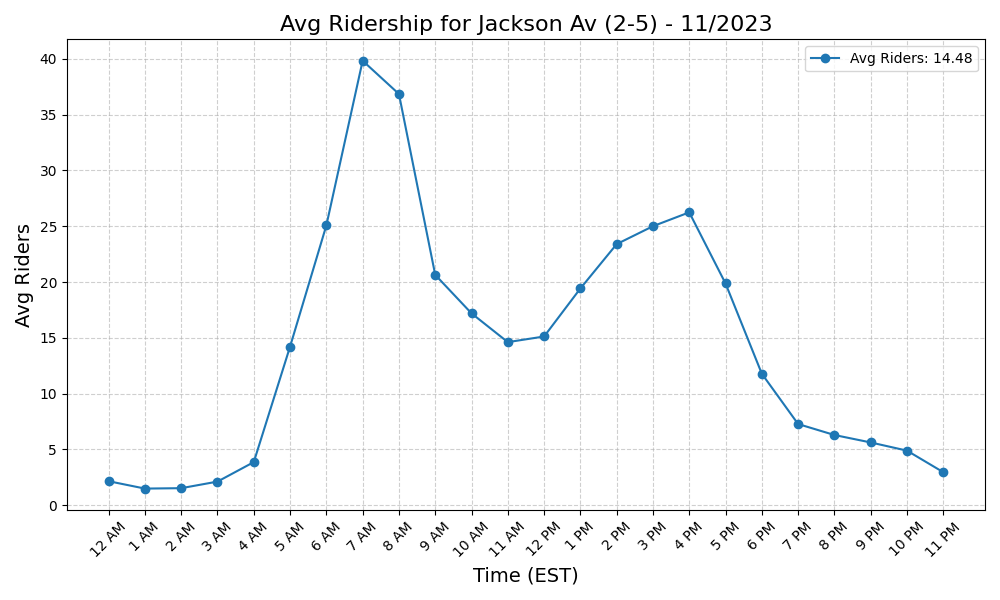 Avg Ridership for Jackson Av (2-5) - 11/2023
Avg Riders: 14.48
40
35
30
25
20
15
10
5
0
Avg Riders
12 AM
1 AM
2 AM
3 AM
4 AM
5 AM
6 AM
7 AM
8 AM
9 AM
10 AM
11 AM
12 PM
1 PM
2 PM
3 PM
4 PM
5 PM
6 PM
7 PM
8 PM
9 PM
10 PM
11 PM
Time (EST)